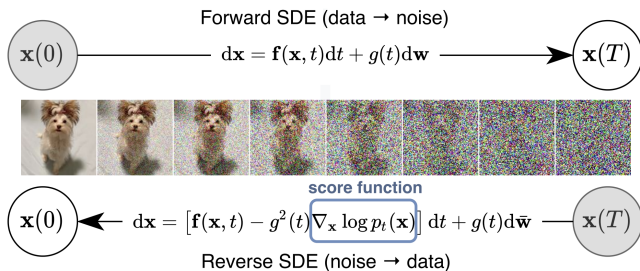 Forward SDE (data → noise)
x(0) dx = f(x, t)dt + g(t)dw x(T)
score function
x(0) dx = [f(x, t) − g²(t)∇ₓ log pₜ(x)] dt + g(t)dw̄ x(T)
Reverse SDE (noise → data)